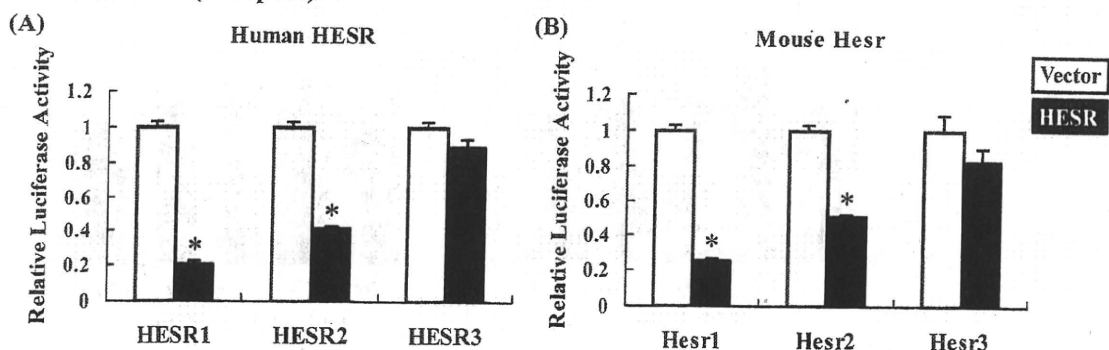 (A)
Human HESR
Relative Luciferase Activity
1.2
1
0.8
0.6
0.4
0.2
0
*
*
HESR1
HESR2
HESR3
(B)
Mouse Hesr
Relative Luciferase Activity
1.2
1
0.8
0.6
0.4
0.2
0
*
*
Hesr1
Hesr2
Hesr3
Vector
HESR